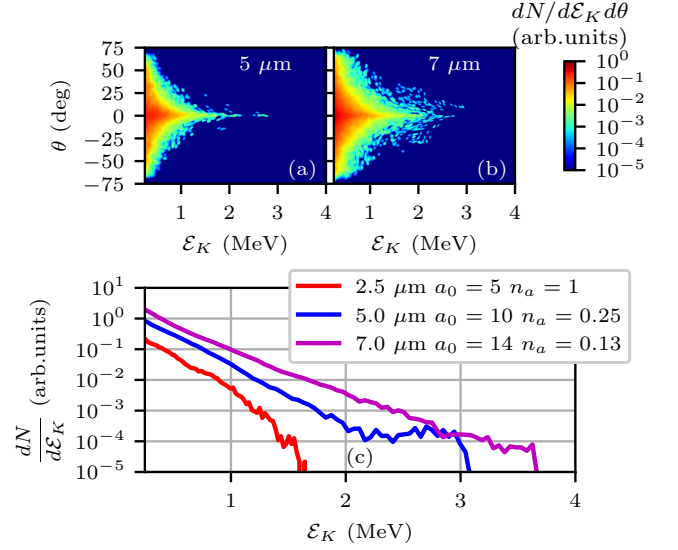 dN/dℰ_K dθ
(arb.units)
75
50
25
0
−25
−50
−75
θ (deg)
5 μm
(a)
7 μm
(b)
10^0
10^−1
10^−2
10^−3
10^−4
10^−5
1 2 3 4
1 2 3 4
ℰ_K (MeV)
ℰ_K (MeV)
2.5 μm a_0 = 5 n_a = 1
5.0 μm a_0 = 10 n_a = 0.25
7.0 μm a_0 = 14 n_a = 0.13
10^1
10^0
10^−1
10^−2
10^−3
10^−4
10^−5
dN/dℰ_K (arb.units)
(c)
1 2 3 4
ℰ_K (MeV)